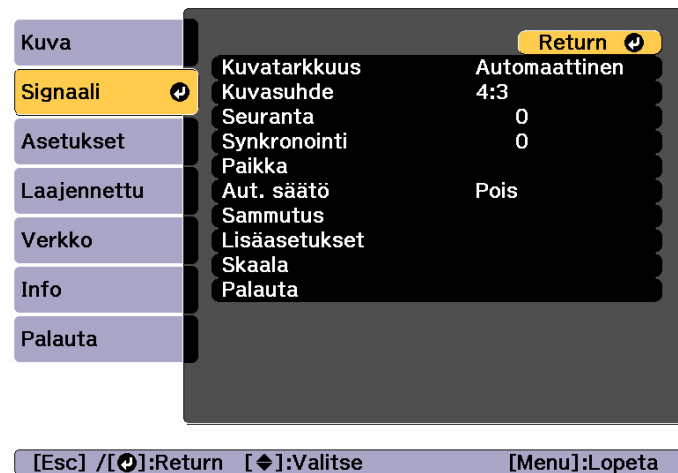 Kuva
Signaali
Asetukset
Laajennettu
Verkko
Info
Palauta
Return
Kuvatarkkuus Automaattinen
Kuvasuhde 4:3
Seuranta 0
Synkronointi 0
Paikka
Aut. säätö Pois
Sammutus
Lisäasetukset
Skaala
Palauta
[Esc] /[ ]:Return [ ]:Valitse [Menu]:Lopeta